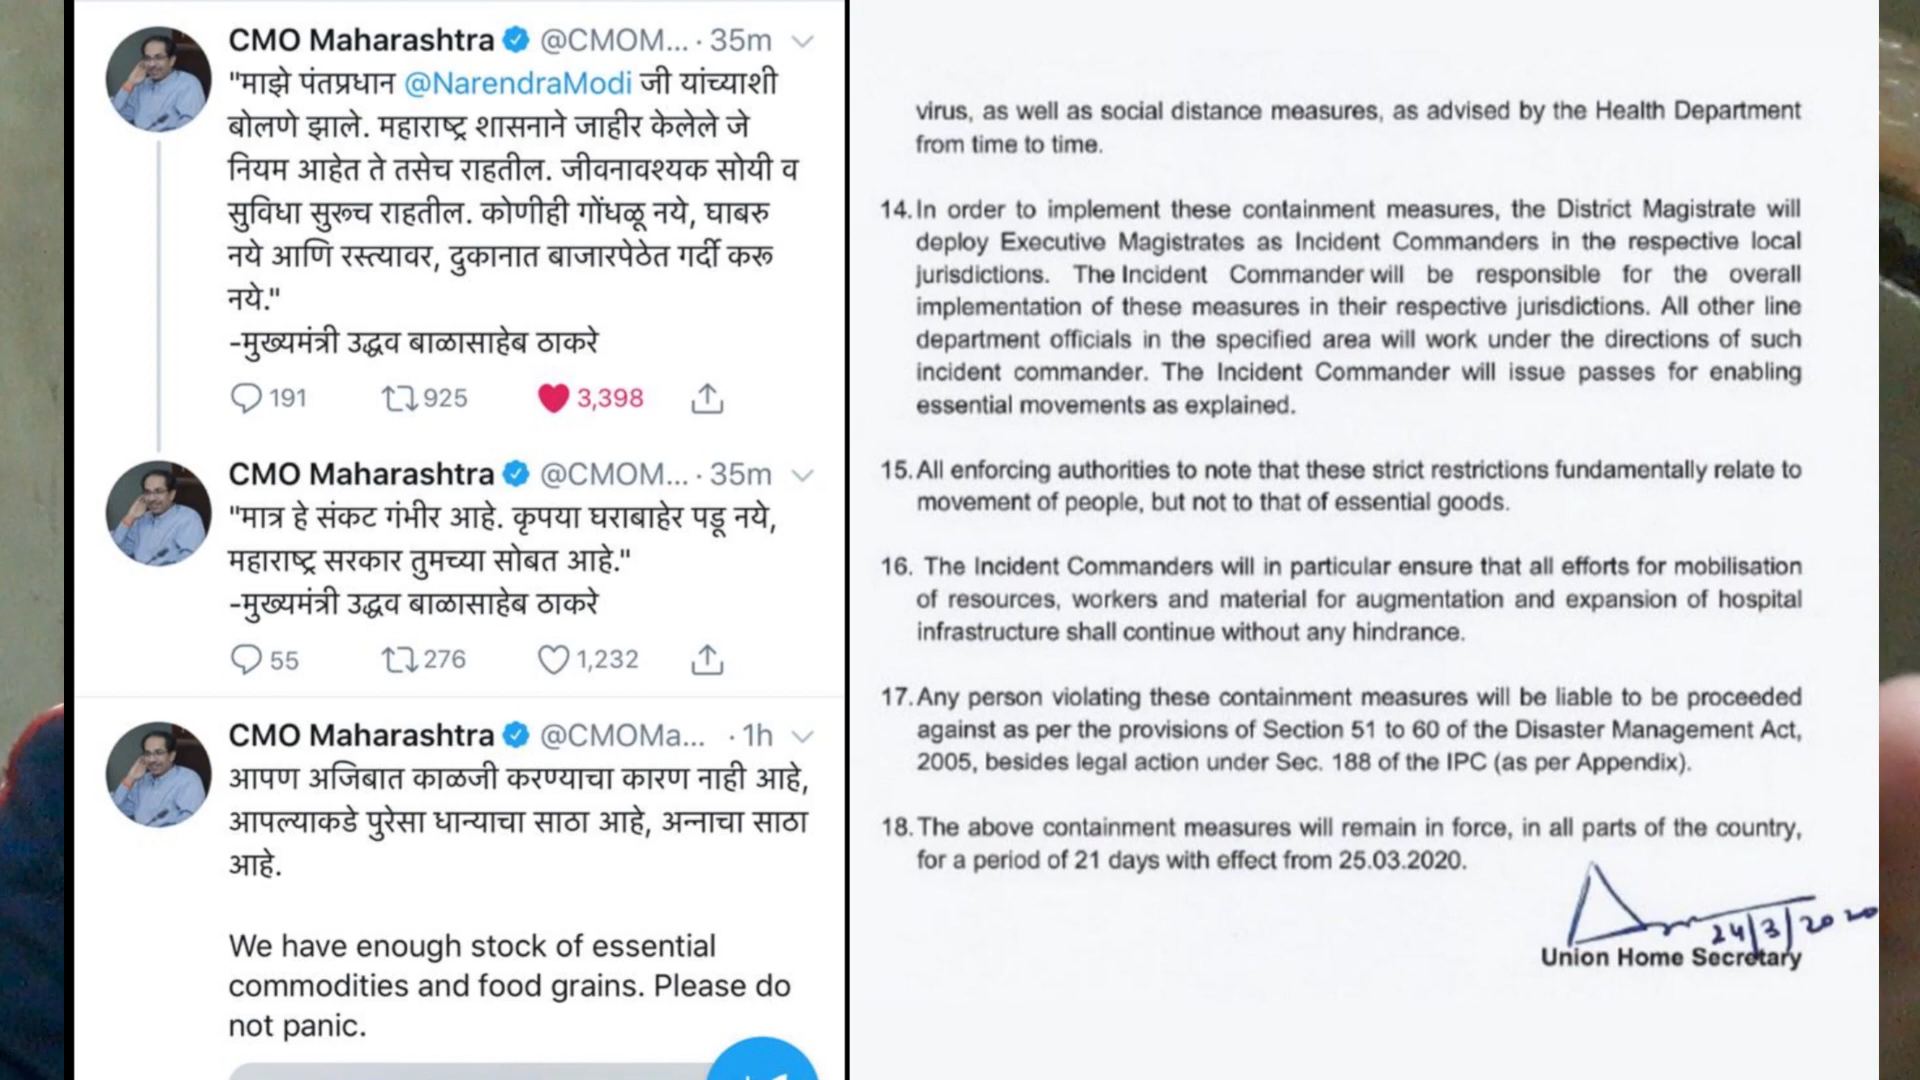 CMO Maharashtra @CMOM... · 35m
"माझे पंतप्रधान @NarendraModi जी यांच्याशी
बोलणे झाले. महाराष्ट्र शासनाने जाहीर केलेले जे
नियम आहेत ते तसेच राहतील. जीवनावश्यक सोयी व
सुविधा सुरूच राहतील. कोणीही गोंधळू नये, घाबरु
नये आणि रस्त्यावर, दुकानात बाजारपेठेत गर्दी करू
नये."
-मुख्यमंत्री उद्धव बाळासाहेब ठाकरे
191 925 3,398
CMO Maharashtra @CMOM... · 35m
"मात्र हे संकट गंभीर आहे. कृपया घराबाहेर पडू नये,
महाराष्ट्र सरकार तुमच्या सोबत आहे."
-मुख्यमंत्री उद्धव बाळासाहेब ठाकरे
55 276 1,232
CMO Maharashtra @CMOMa... · 1h
आपण अजिबात काळजी करण्याचा कारण नाही आहे,
आपल्याकडे पुरेसा धान्याचा साठा आहे, अन्नाचा साठा
आहे.
We have enough stock of essential
commodities and food grains. Please do
not panic.
virus, as well as social distance measures, as advised by the Health Department
from time to time.
14. In order to implement these containment measures, the District Magistrate will
deploy Executive Magistrates as Incident Commanders in the respective local
jurisdictions. The Incident Commander will be responsible for the overall
implementation of these measures in their respective jurisdictions. All other line
department officials in the specified area will work under the directions of such
incident commander. The Incident Commander will issue passes for enabling
essential movements as explained.
15. All enforcing authorities to note that these strict restrictions fundamentally relate to
movement of people, but not to that of essential goods.
16. The Incident Commanders will in particular ensure that all efforts for mobilisation
of resources, workers and material for augmentation and expansion of hospital
infrastructure shall continue without any hindrance.
17. Any person violating these containment measures will be liable to be proceeded
against as per the provisions of Section 51 to 60 of the Disaster Management Act,
2005, besides legal action under Sec. 188 of the IPC (as per Appendix).
18. The above containment measures will remain in force, in all parts of the country,
for a period of 21 days with effect from 25.03.2020.
24/3/2020
Union Home Secretary